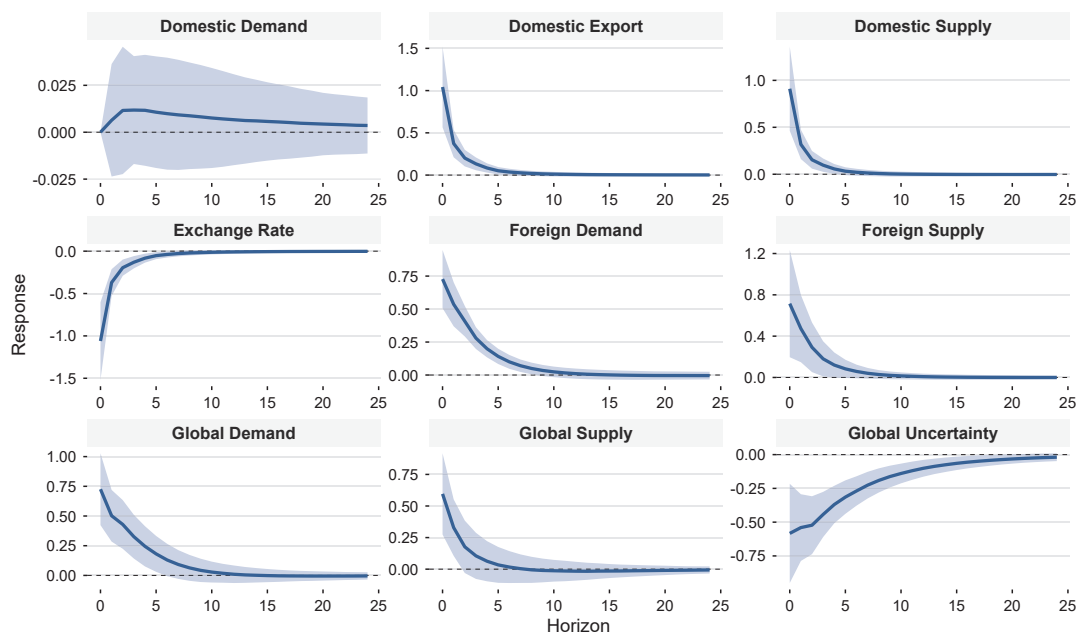 Domestic Demand Domestic Export Domestic Supply
0.025
0.000
-0.025
0 5 10 15 20 25
1.5
1.0
0.5
0.0
0 5 10 15 20 25
1.0
0.5
0.0
0 5 10 15 20 25
Exchange Rate Foreign Demand Foreign Supply
0.0
-0.5
-1.0
-1.5
0 5 10 15 20 25
0.75
0.50
0.25
0.00
0 5 10 15 20 25
1.2
0.8
0.4
0.0
0 5 10 15 20 25
Response
Global Demand Global Supply Global Uncertainty
1.00
0.75
0.50
0.25
0.00
0 5 10 15 20 25
0.75
0.50
0.25
0.00
0 5 10 15 20 25
0.00
-0.25
-0.50
-0.75
0 5 10 15 20 25
Horizon